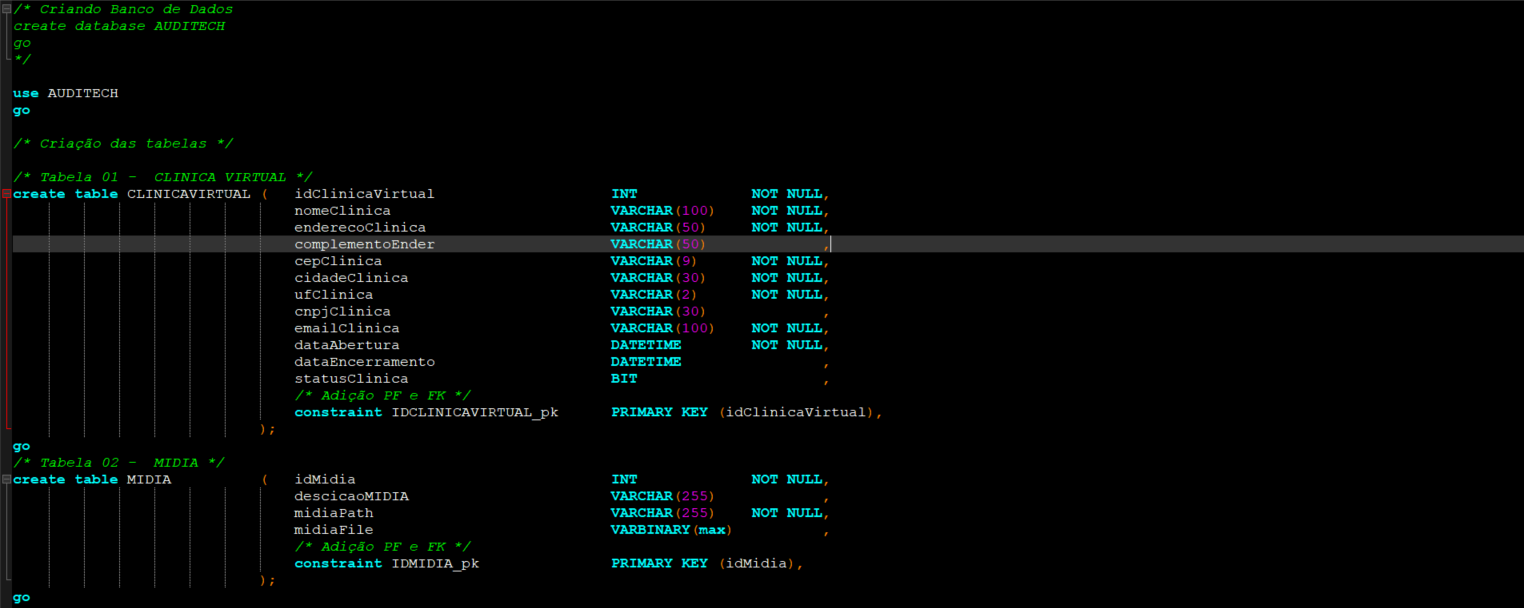 /* Criando Banco de Dados
create database AUDITECH
go
*/
use AUDITECH
go
/* Criação das tabelas */
/* Tabela 01 - CLINICA VIRTUAL */
create table CLINICAVIRTUAL ( idClinicaVirtual INT NOT NULL,
nomeClinica VARCHAR(100) NOT NULL,
enderecoClinica VARCHAR(50) NOT NULL,
complementoEnder VARCHAR(50) ,
cepClinica VARCHAR(9) NOT NULL,
cidadeClinica VARCHAR(30) NOT NULL,
ufClinica VARCHAR(2) NOT NULL,
cnpjClinica VARCHAR(30) ,
emailClinica VARCHAR(100) NOT NULL,
dataAbertura DATETIME NOT NULL,
dataEncerramento DATETIME ,
statusClinica BIT ,
/* Adição PF e FK */
constraint IDCLINICAVIRTUAL_pk PRIMARY KEY (idClinicaVirtual),
);
go
/* Tabela 02 - MIDIA */
create table MIDIA ( idMidia INT NOT NULL,
descicaoMIDIA VARCHAR(255) ,
midiaPath VARCHAR(255) NOT NULL,
midiaFile VARBINARY(max) ,
/* Adição PF e FK */
constraint IDMIDIA_pk PRIMARY KEY (idMidia),
);
go